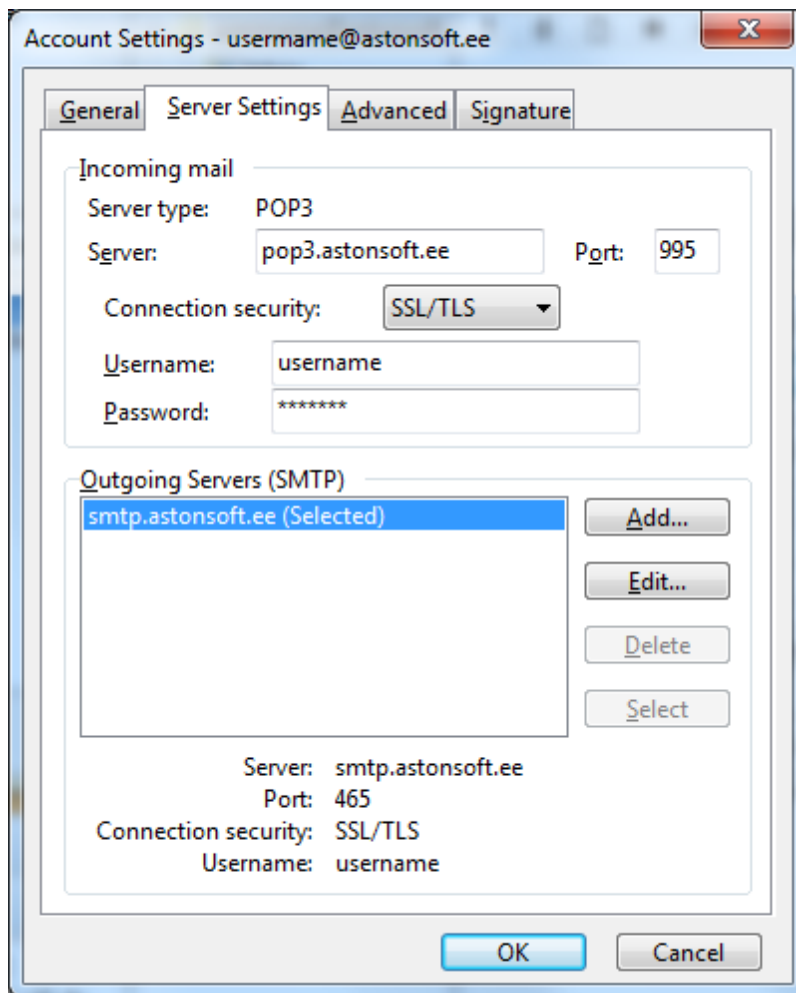 Account Settings - usermame@astonsoft.ee
General Server Settings Advanced Signature
Incoming mail
Server type: POP3
Server: pop3.astonsoft.ee Port: 995
Connection security: SSL/TLS
Username: username
Password: *******
Outgoing Servers (SMTP)
smtp.astonsoft.ee (Selected)
Add...
Edit...
Delete
Select
Server: smtp.astonsoft.ee
Port: 465
Connection security: SSL/TLS
Username: username
OK Cancel